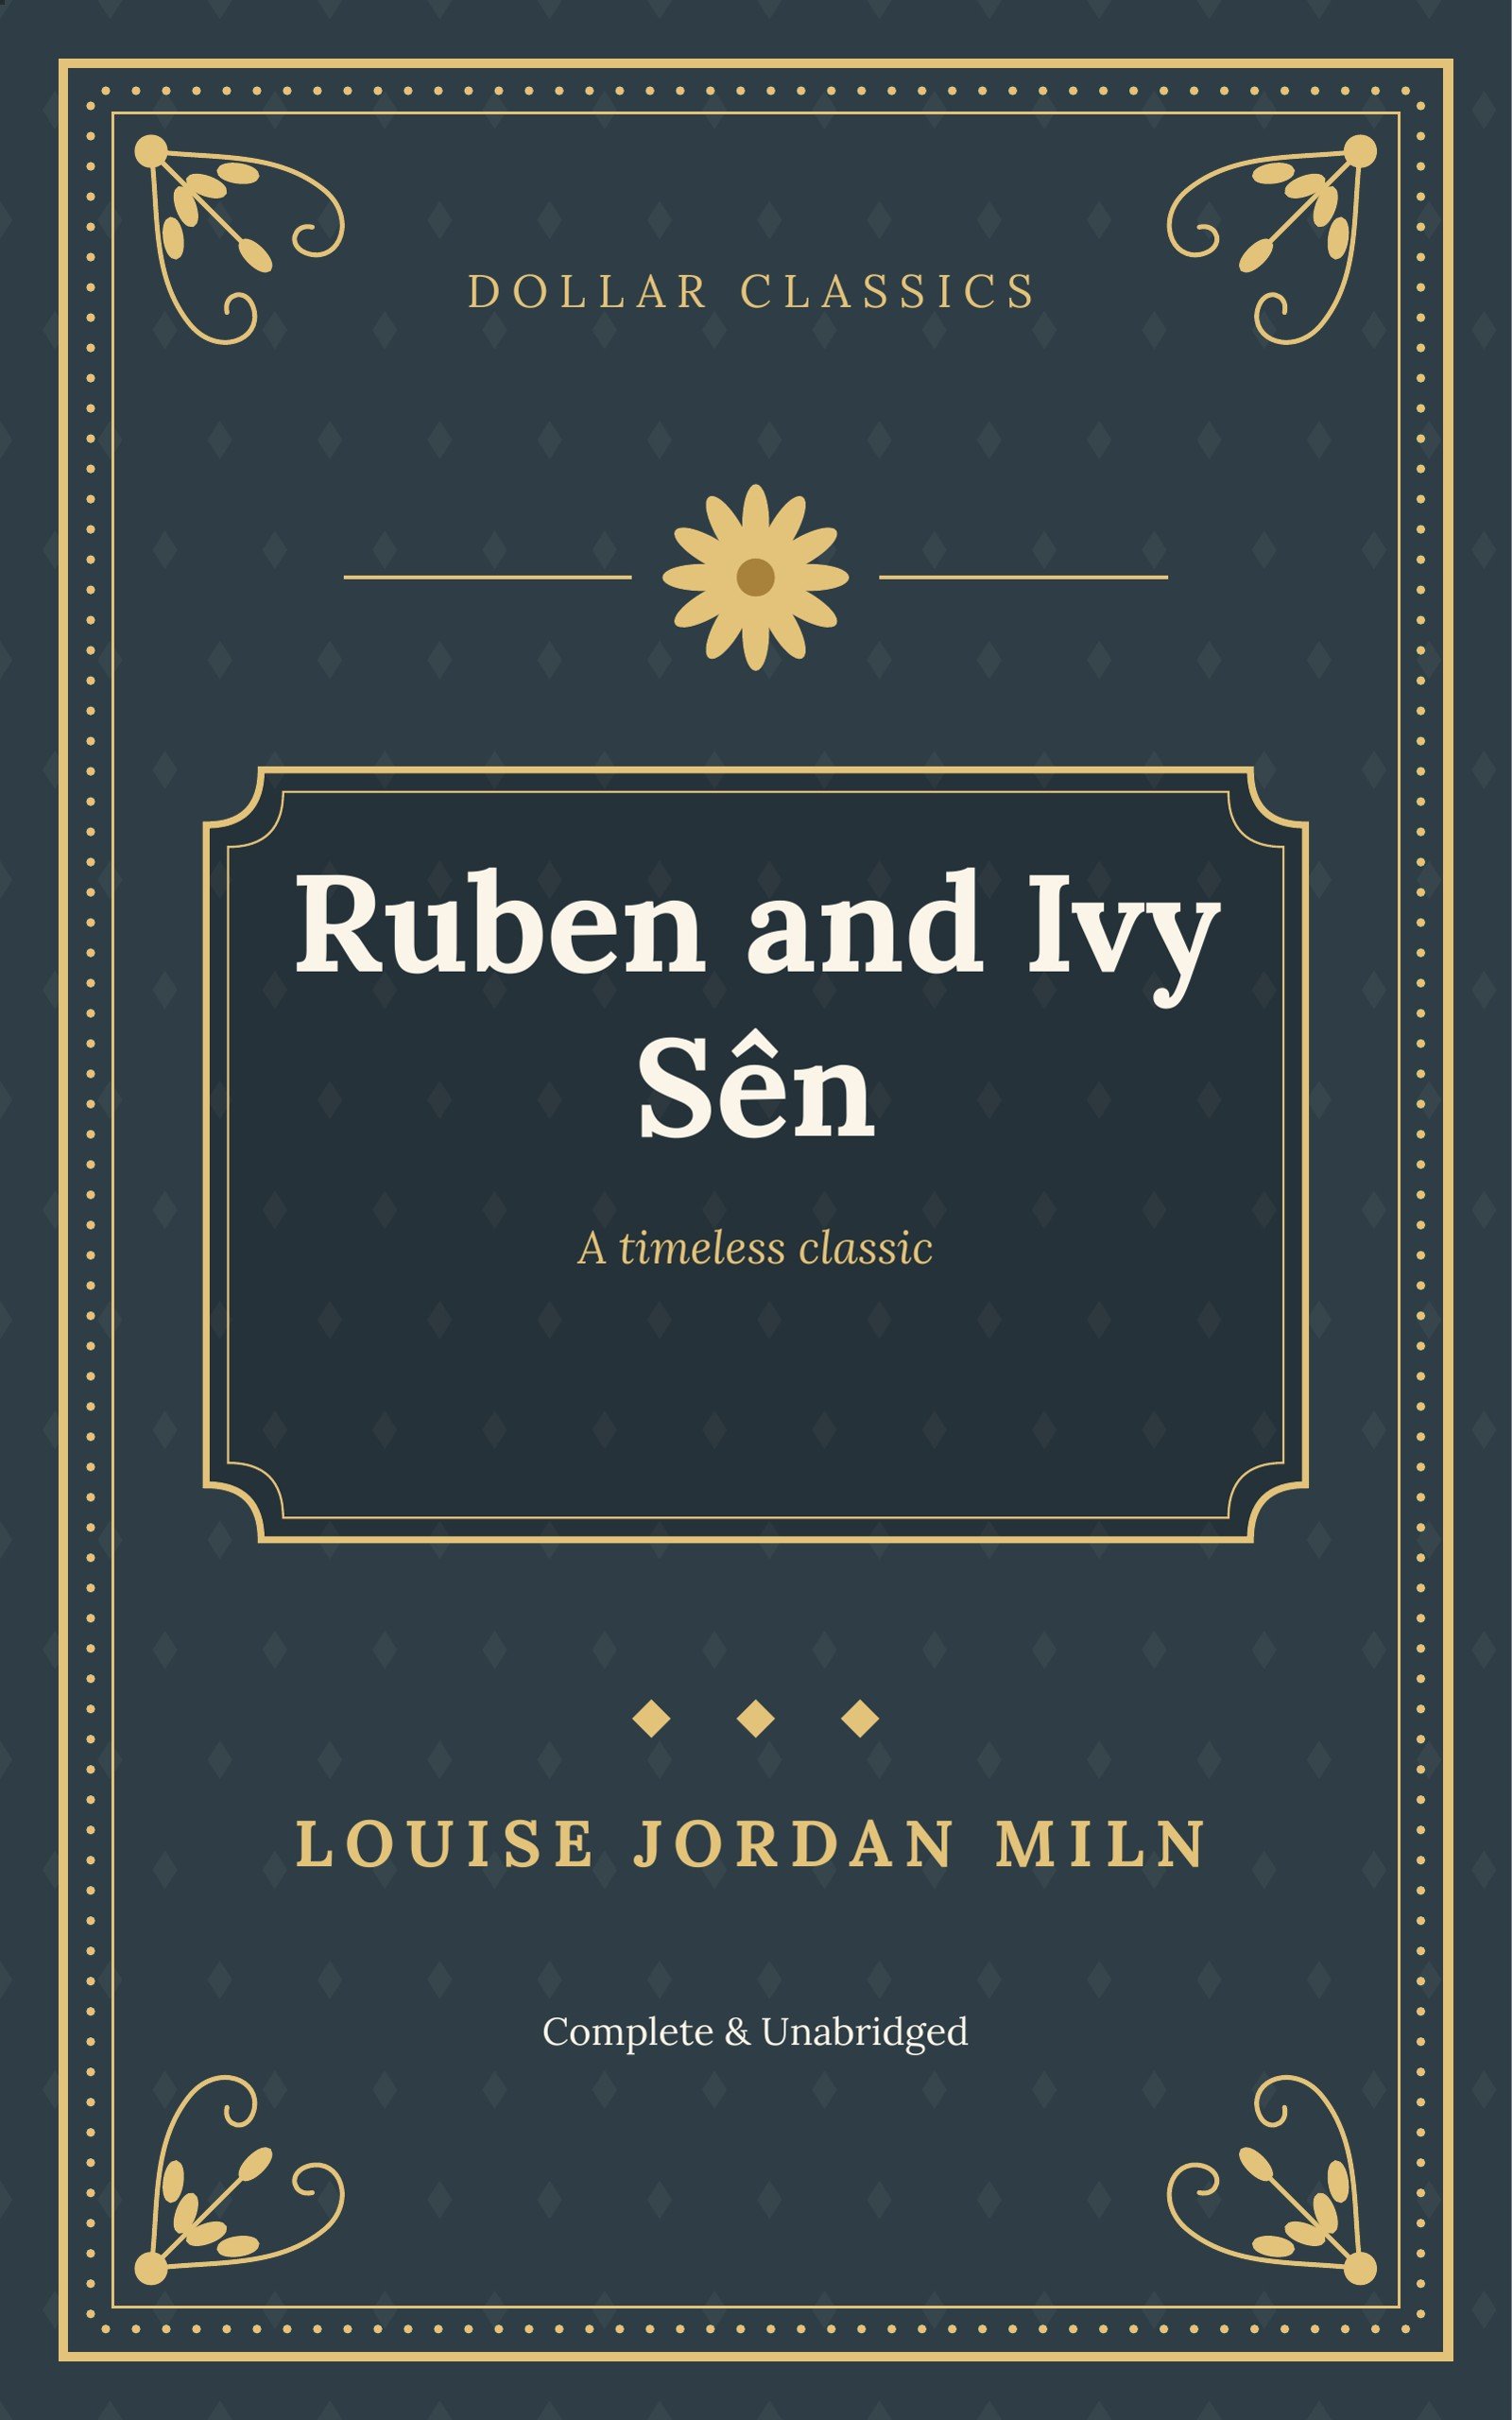 DOLLAR CLASSICS
Ruben and Ivy
Sên
A timeless classic
LOUISE JORDAN MILN
Complete & Unabridged